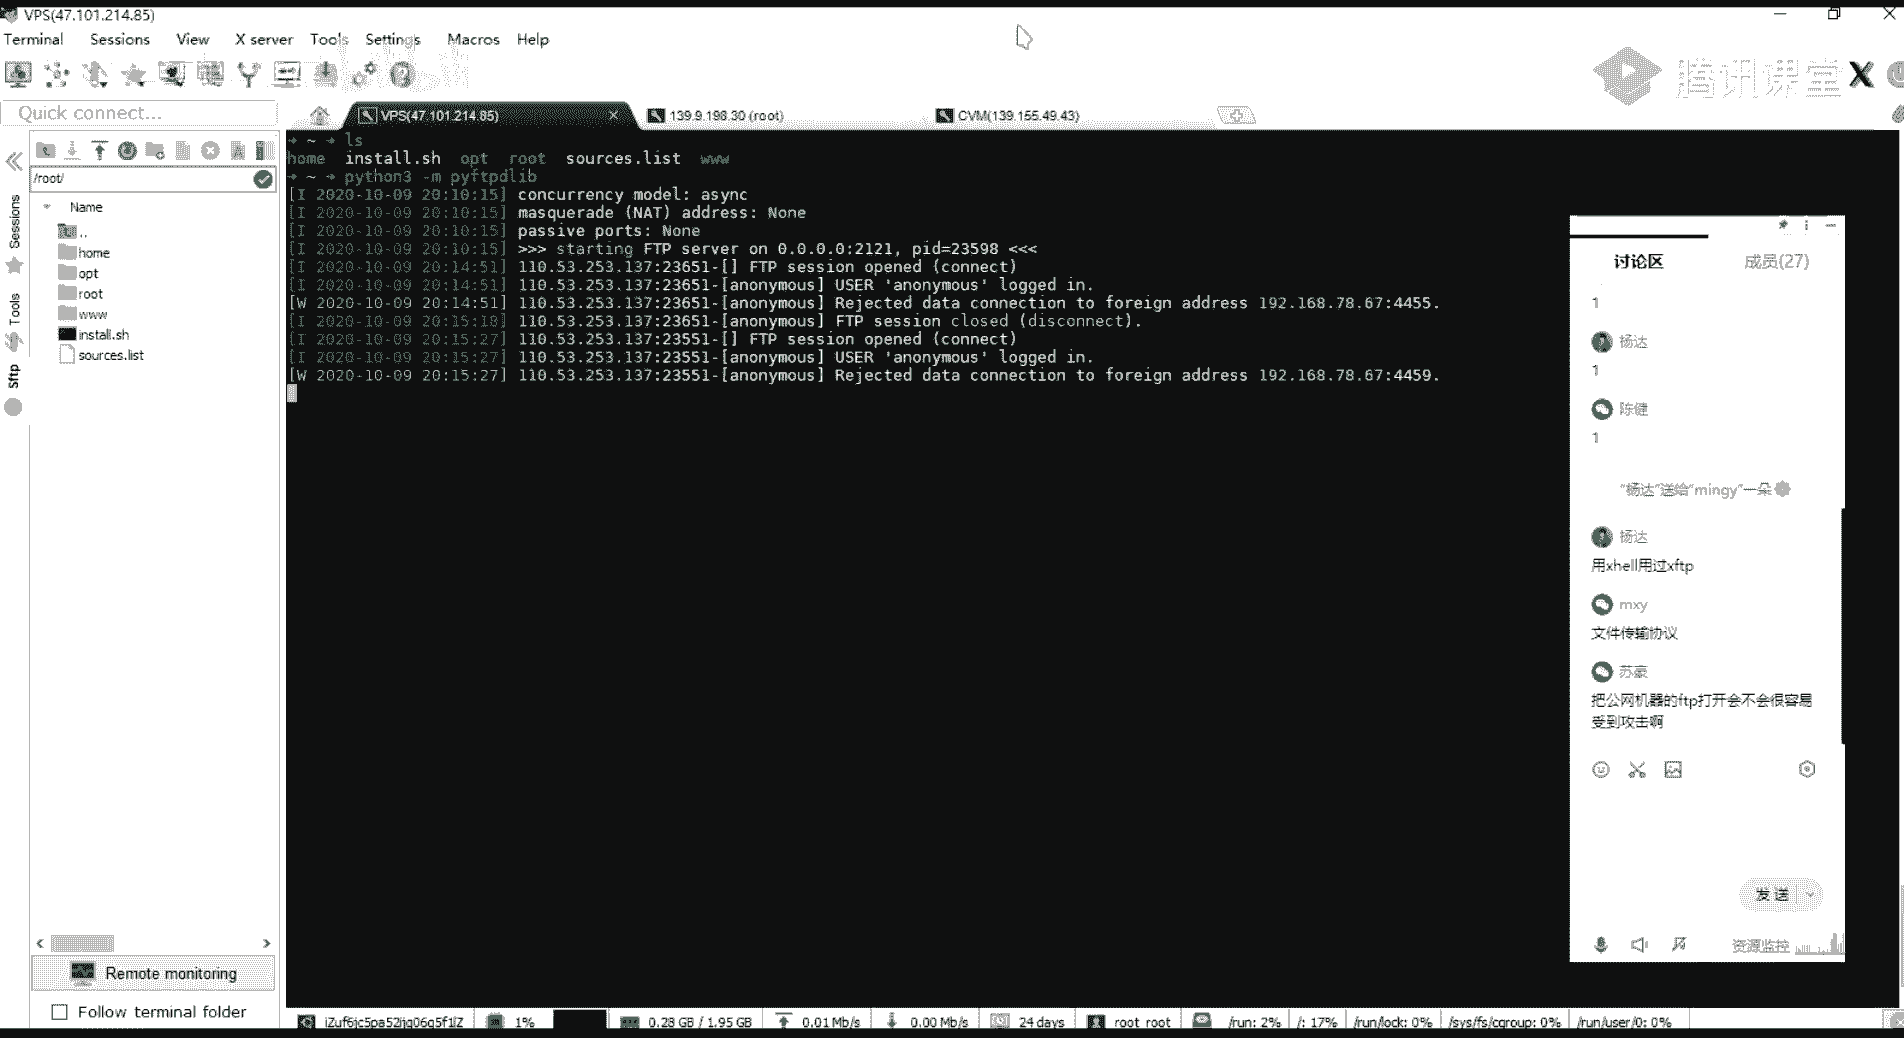 VPS(47.101.214.85)
Terminal Sessions View X server Tools Settings Macros Help
腾讯课堂
Quick connect...
VPS(47.101.214.85)
139.9.198.30 (root)
CVM(139.155.49.43)
/root/
Name
..
home
opt
root
www
install.sh
sources.list
Sessions
Tools
Sftp
Remote monitoring
Follow terminal folder
➜ ~ ➜ ls
home install.sh opt root sources.list www
➜ ~ ➜ python3 -m pyftpdlib
[I 2020-10-09 20:10:15] concurrency model: async
[I 2020-10-09 20:10:15] masquerade (NAT) address: None
[I 2020-10-09 20:10:15] passive ports: None
[I 2020-10-09 20:10:15] >>> starting FTP server on 0.0.0.0:2121, pid=23598 <<<
[I 2020-10-09 20:14:51] 110.53.253.137:23651-[] FTP session opened (connect)
[I 2020-10-09 20:14:51] 110.53.253.137:23651-[anonymous] USER 'anonymous' logged in.
[W 2020-10-09 20:14:51] 110.53.253.137:23651-[anonymous] Rejected data connection to foreign address 192.168.78.67:4455.
[I 2020-10-09 20:15:18] 110.53.253.137:23651-[anonymous] FTP session closed (disconnect).
[I 2020-10-09 20:15:27] 110.53.253.137:23551-[] FTP session opened (connect)
[I 2020-10-09 20:15:27] 110.53.253.137:23551-[anonymous] USER 'anonymous' logged in.
[W 2020-10-09 20:15:27] 110.53.253.137:23551-[anonymous] Rejected data connection to foreign address 192.168.78.67:4459.
讨论区 成员(27)
1
杨达
1
陈健
1
“杨达”送给“mingy”一朵
杨达
用xhell用过xftp
mxy
文件传输协议
苏豪
把公网机器的ftp打开会不会很容易
受到攻击啊
发送
资源监控
1% 0.28 GB / 1.95 GB 0.01 Mb/s 0.00 Mb/s 24 days root root /run: 2% /: 17% /run/lock: 0% /sys/fs/cgroup: 0% /run/user/0: 0%